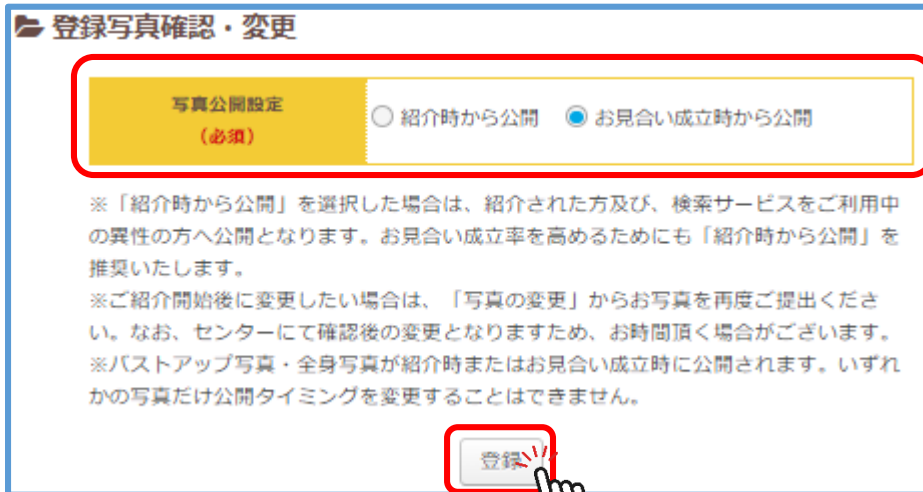 登録写真確認・変更
写真公開設定
(必須)
紹介時から公開 お見合い成立時から公開
※「紹介時から公開」を選択した場合は、紹介された方及び、検索サービスをご利用中
の異性の方へ公開となります。お見合い成立率を高めるためにも「紹介時から公開」を
推奨いたします。
※ご紹介開始後に変更したい場合は、「写真の変更」からお写真を再度ご提出くださ
い。なお、センターにて確認後の変更となりますため、お時間頂く場合がございます。
※バストアップ写真・全身写真が紹介時またはお見合い成立時に公開されます。いずれ
かの写真だけ公開タイミングを変更することはできません。
登録